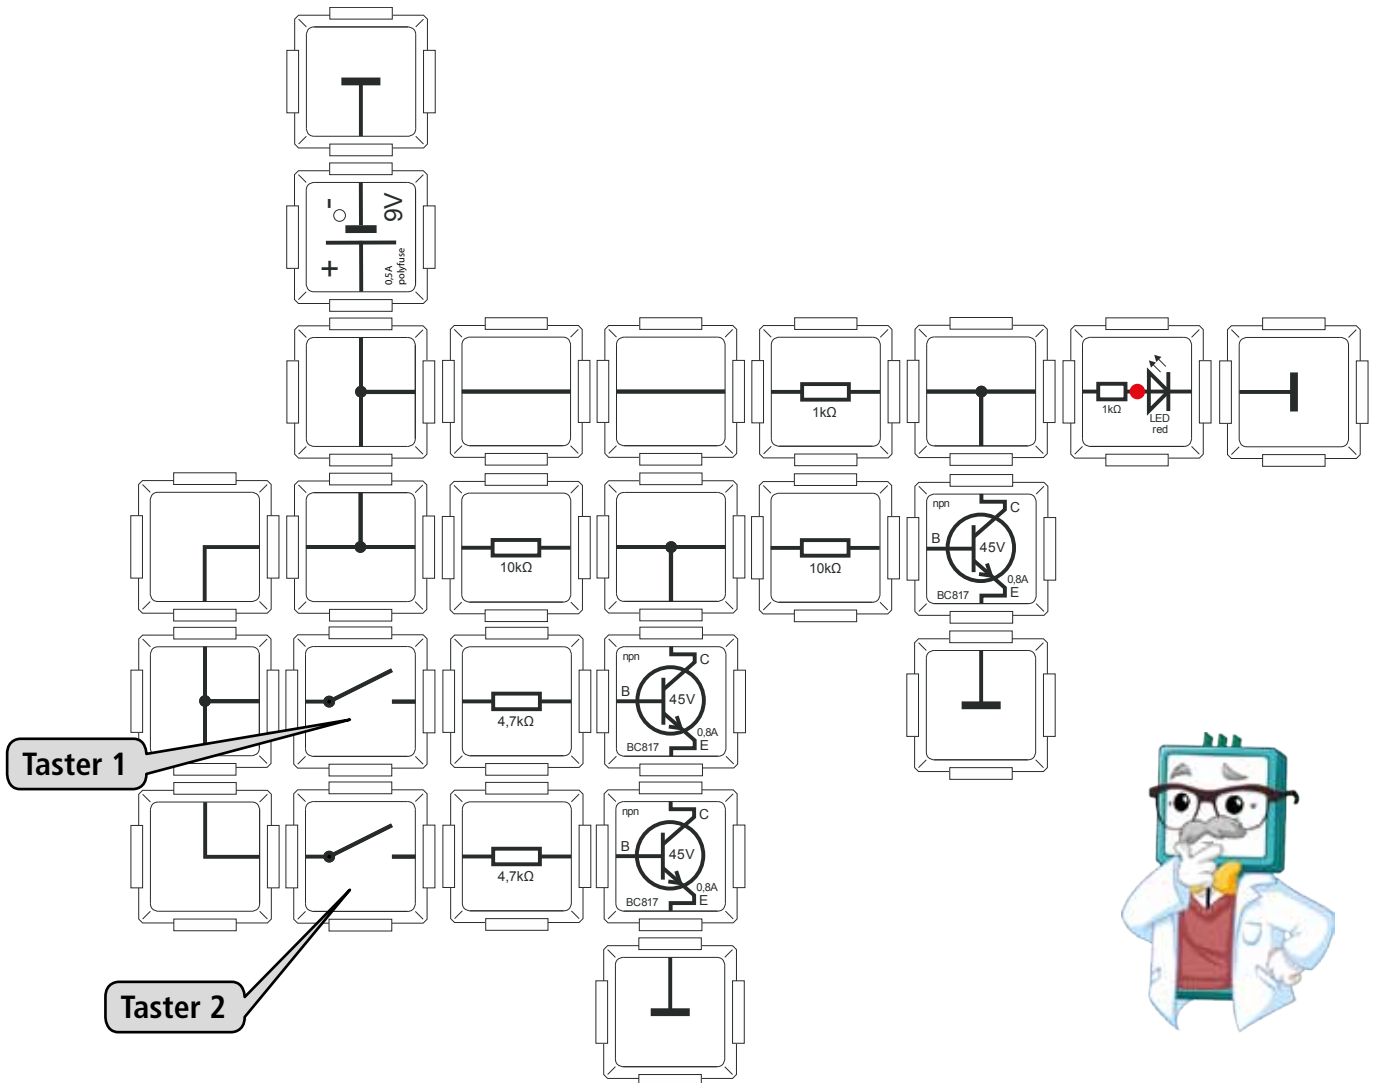 -
9V
+
0,5A
polyfuse
1kΩ
1kΩ
LED
red
10kΩ
10kΩ
npn
C
B
45V
0,8A
BC817
E
4,7kΩ
npn
C
B
45V
0,8A
BC817
E
Taster 1
4,7kΩ
npn
C
B
45V
0,8A
BC817
E
Taster 2